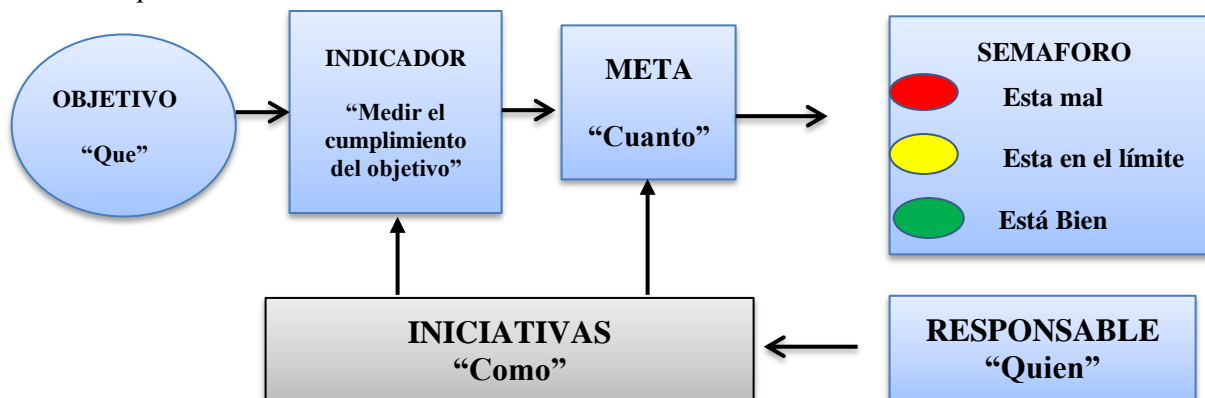 OBJETIVO
“Que”
INDICADOR
“Medir el
cumplimiento
del objetivo”
META
“Cuanto”
SEMAFORO
Esta mal
Esta en el límite
Está Bien
INICIATIVAS
“Como”
RESPONSABLE
“Quien”